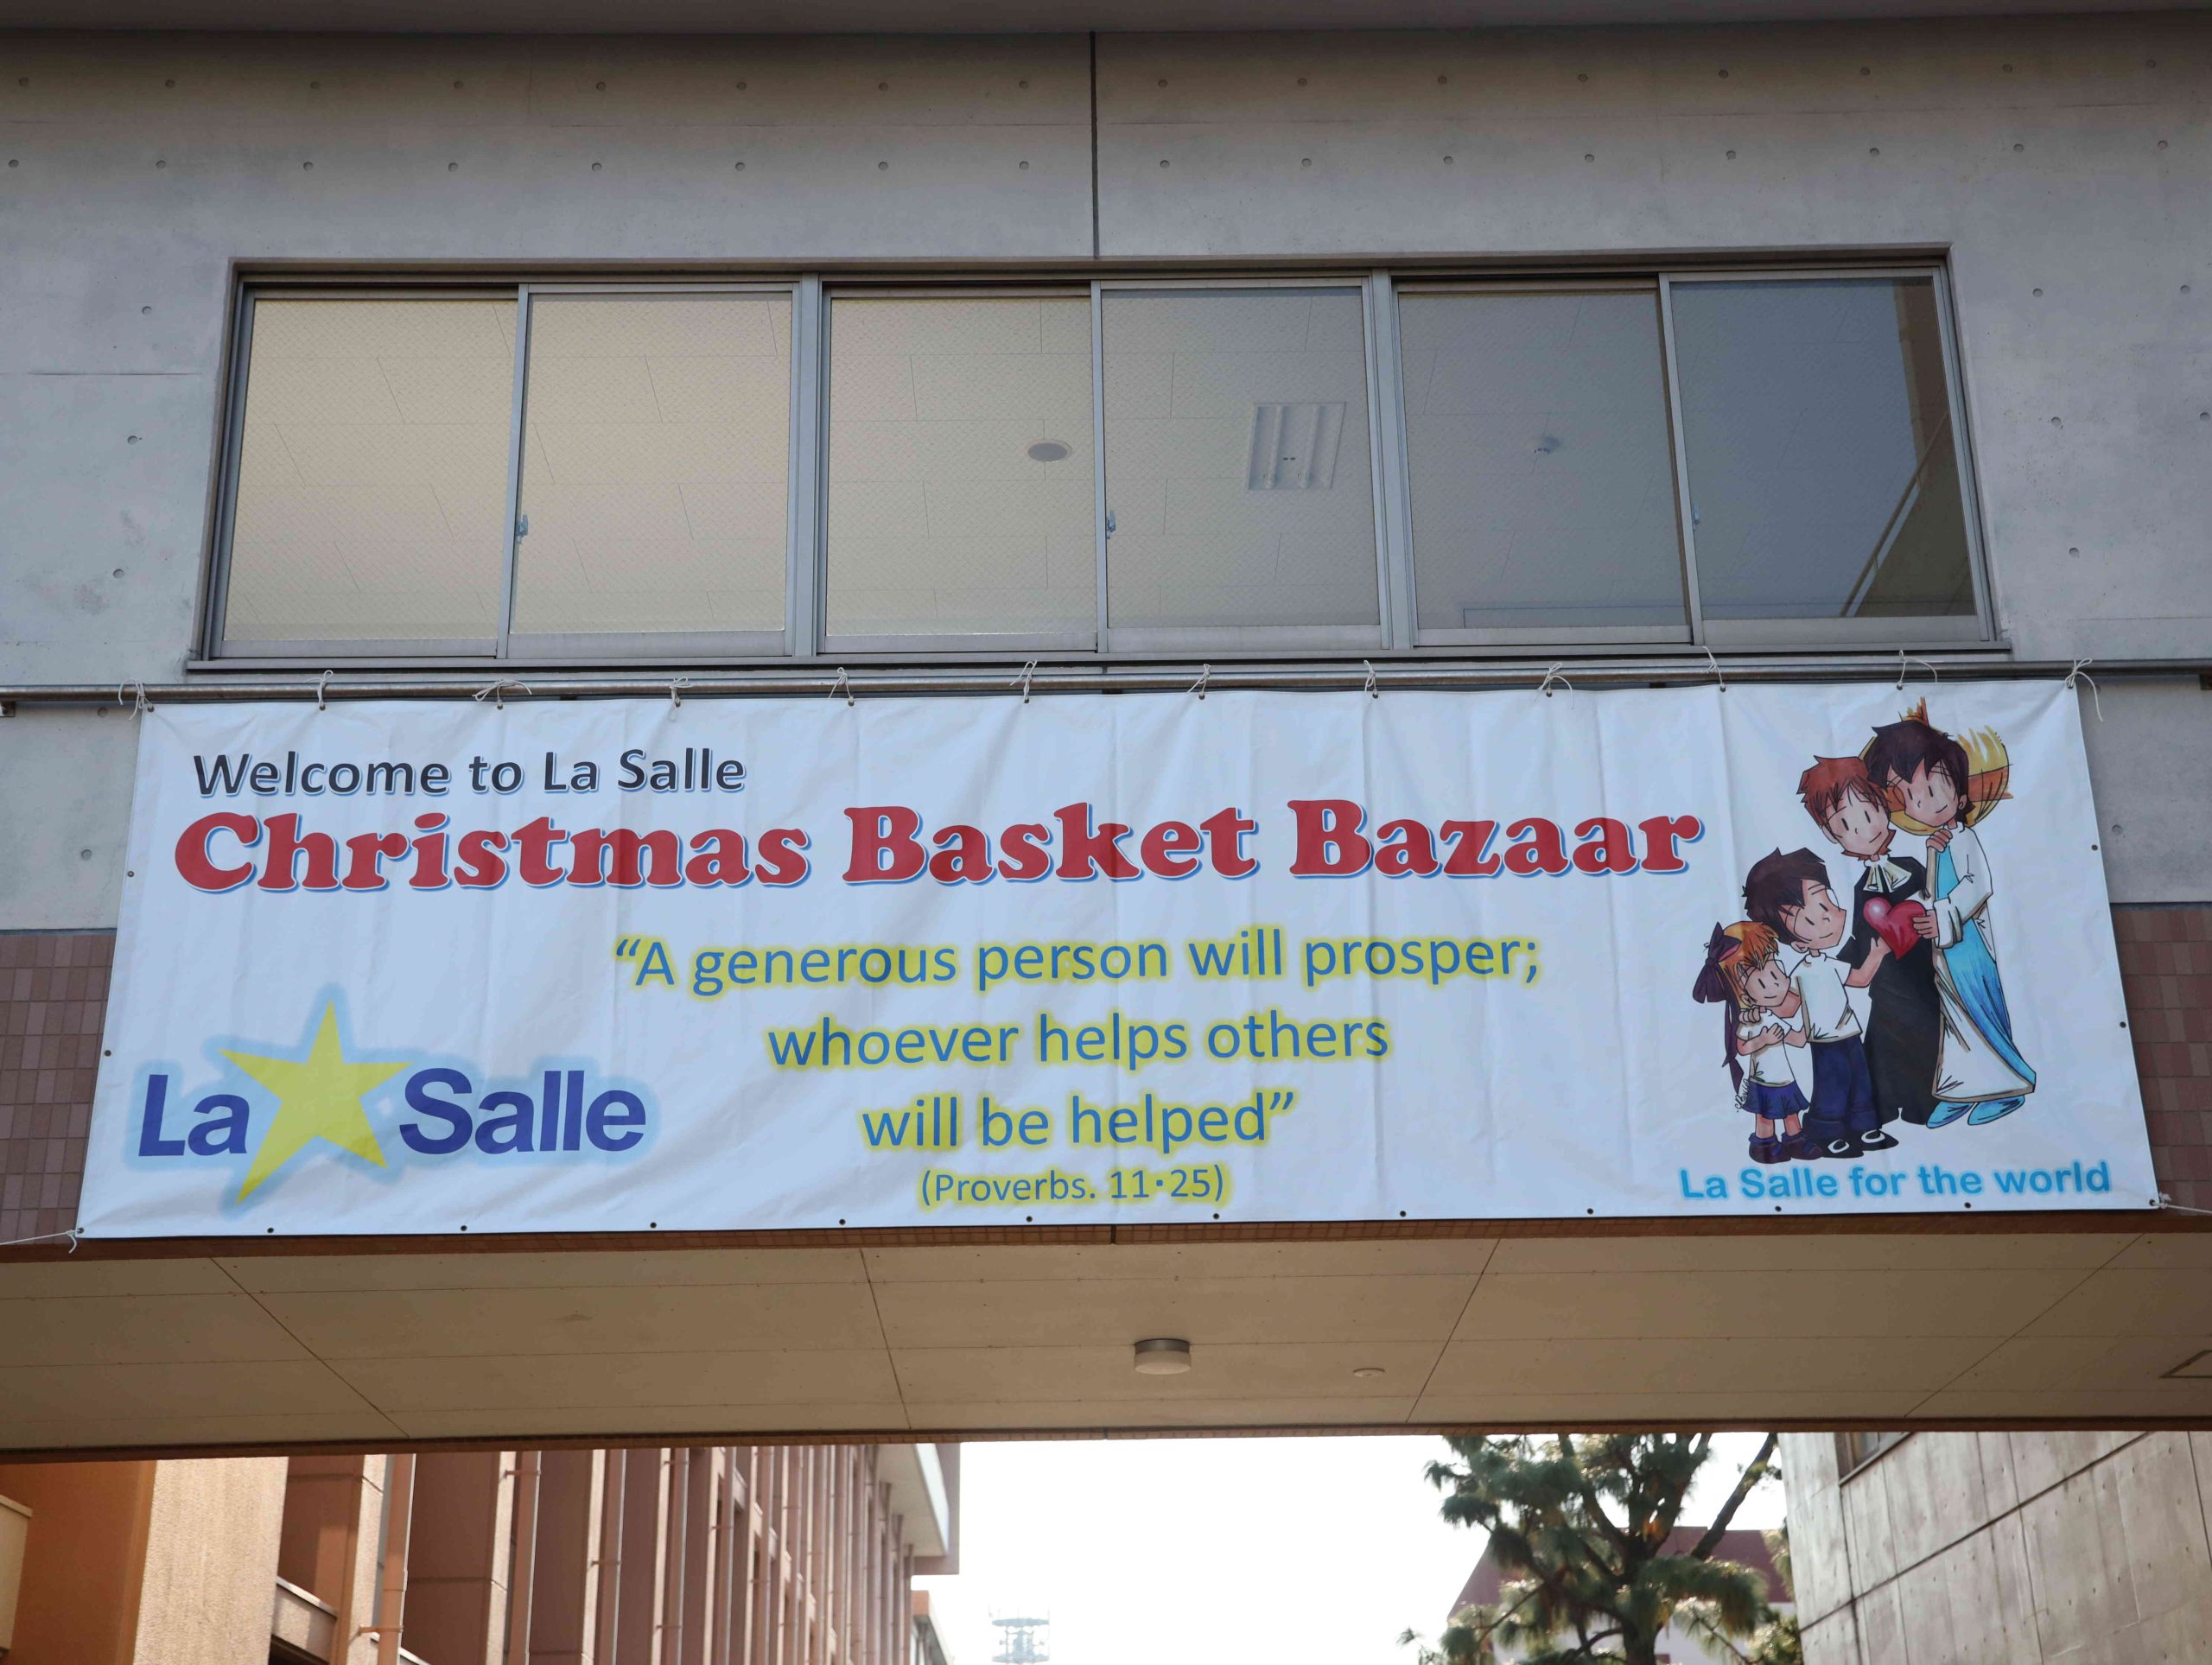 Welcome to La Salle
Christmas Basket Bazaar
“A generous person will prosper;
whoever helps others
will be helped”
(Proverbs. 11・25)
La Salle
La Salle for the world